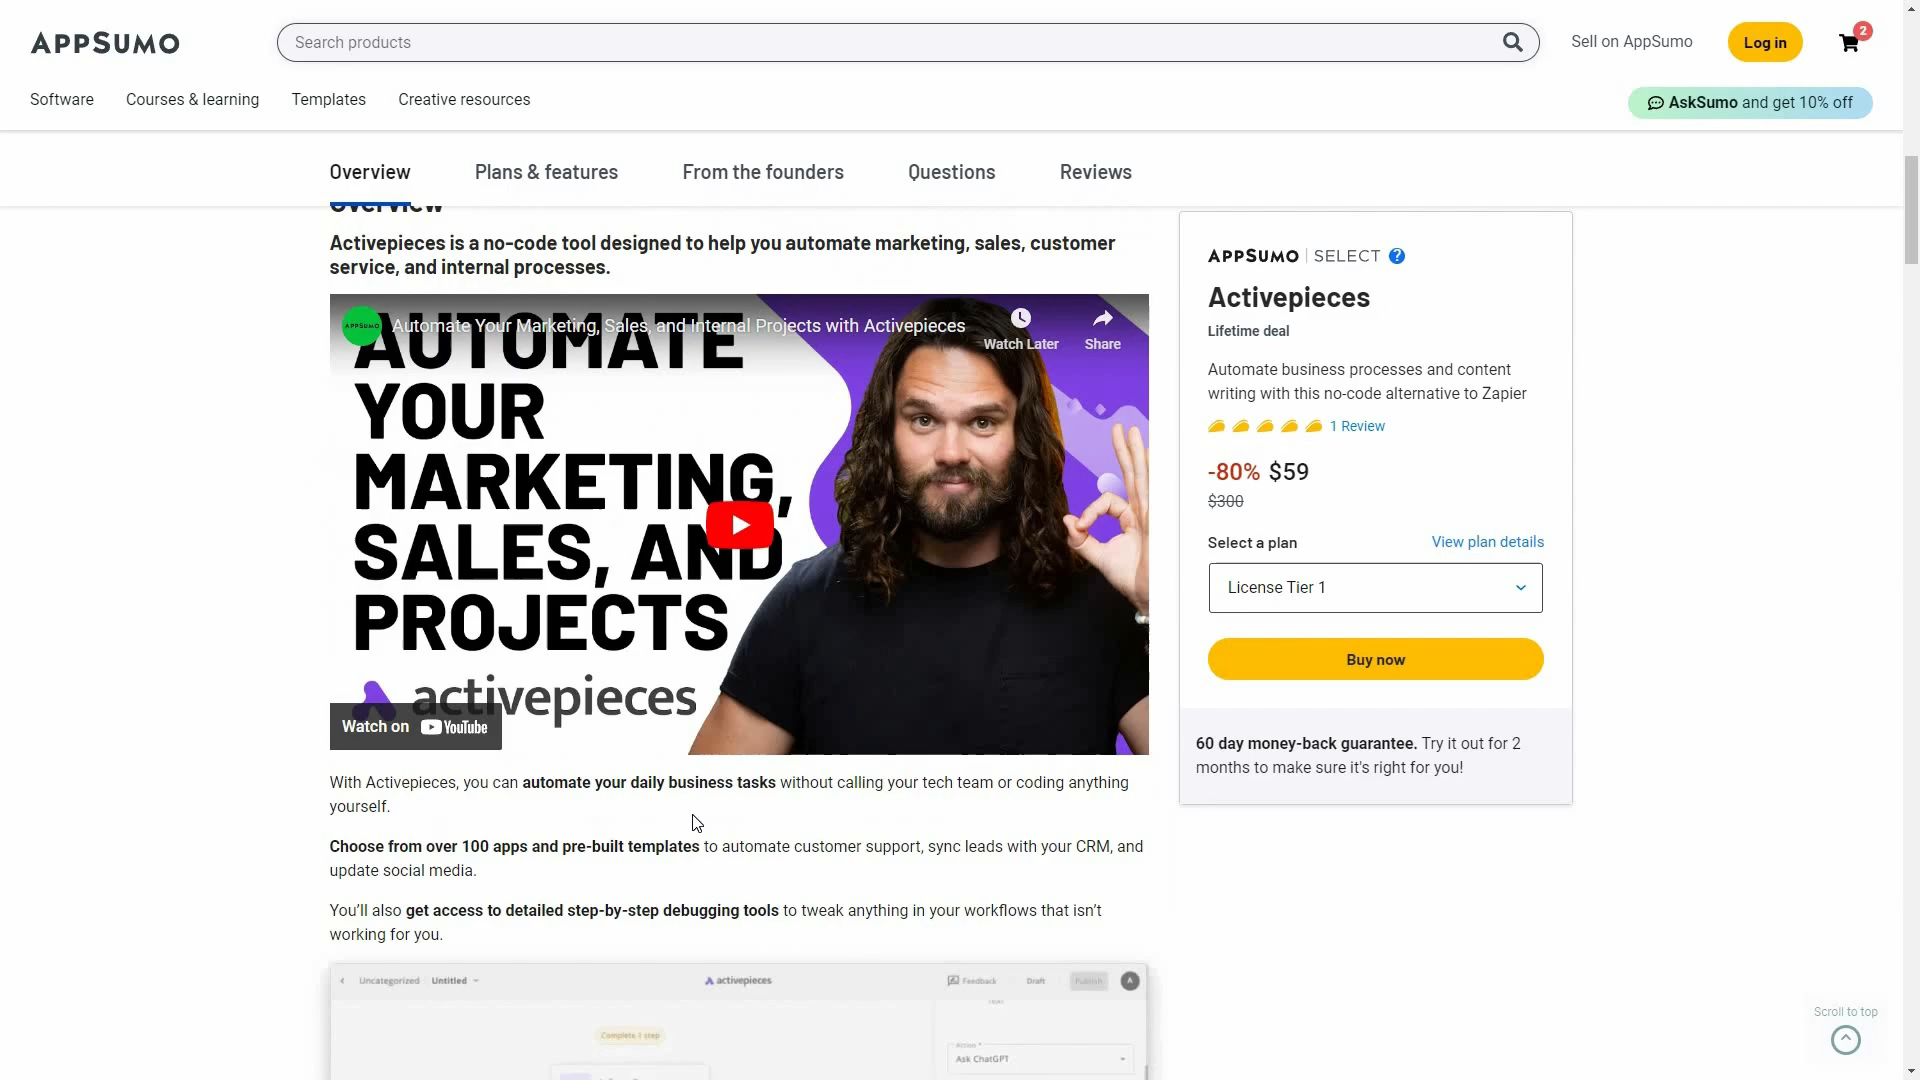 APPSUMO
Search products
Sell on AppSumo
Log in
2
Software
Courses & learning
Templates
Creative resources
AskSumo and get 10% off
Overview
Plans & features
From the founders
Questions
Reviews
Overview
Activepieces is a no-code tool designed to help you automate marketing, sales, customer
service, and internal processes.
APPSUMO
Automate Your Marketing, Sales, and Internal Projects with Activepieces
Watch Later
Share
AUTOMATE
YOUR
MARKETING,
SALES, AND
PROJECTS
activepieces
Watch on YouTube
With Activepieces, you can automate your daily business tasks without calling your tech team or coding anything
yourself.
Choose from over 100 apps and pre-built templates to automate customer support, sync leads with your CRM, and
update social media.
You'll also get access to detailed step-by-step debugging tools to tweak anything in your workflows that isn't
working for you.
Uncategorized
Untitled
activepieces
Feedback
Draft
Publish
A
Complete 1 step
Action *
Ask ChatGPT
APPSUMO | SELECT ?
Activepieces
Lifetime deal
Automate business processes and content
writing with this no-code alternative to Zapier
1 Review
-80% $59
$300
Select a plan
View plan details
License Tier 1
Buy now
60 day money-back guarantee. Try it out for 2
months to make sure it's right for you!
Scroll to top